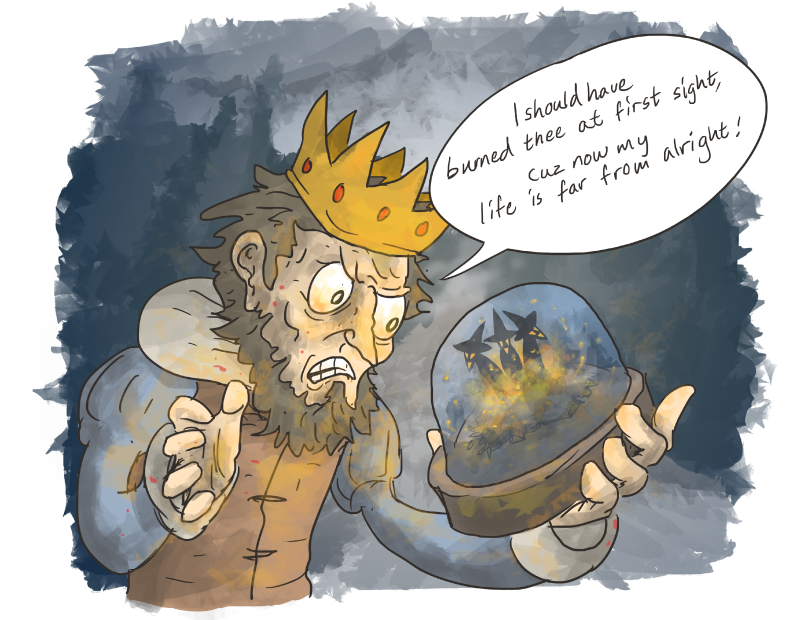 I should have
burned thee at first sight,
cuz now my
life is far from alright!